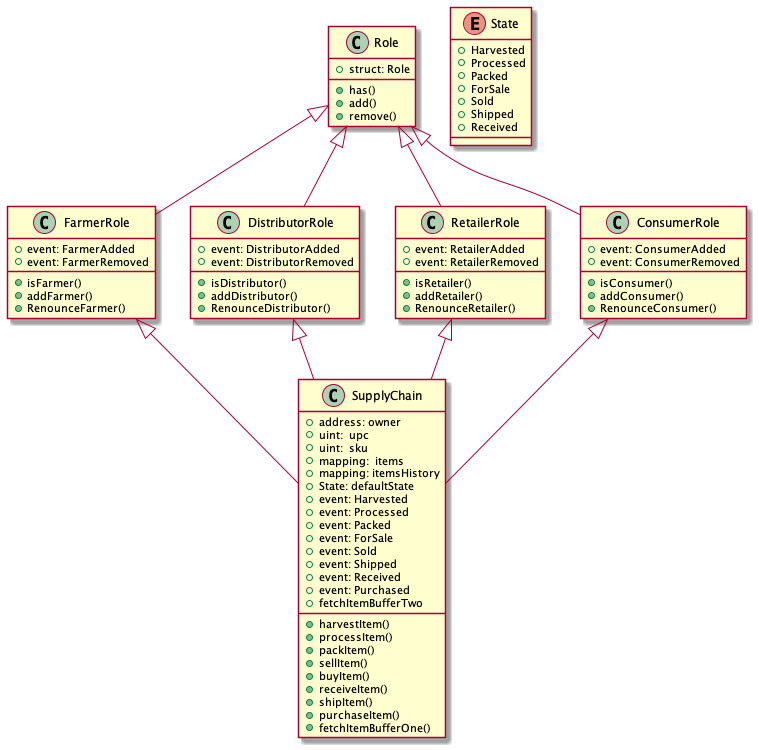 C Role
struct: Role
has()
add()
remove()
E State
Harvested
Processed
Packed
ForSale
Sold
Shipped
Received
C FarmerRole
event: FarmerAdded
event: FarmerRemoved
isFarmer()
addFarmer()
RenounceFarmer()
C DistributorRole
event: DistributorAdded
event: DistributorRemoved
isDistributor()
addDistributor()
RenounceDistributor()
C RetailerRole
event: RetailerAdded
event: RetailerRemoved
isRetailer()
addRetailer()
RenounceRetailer()
C ConsumerRole
event: ConsumerAdded
event: ConsumerRemoved
isConsumer()
addConsumer()
RenounceConsumer()
C SupplyChain
address: owner
uint:  upc
uint:  sku
mapping:  items
mapping: itemsHistory
State: defaultState
event: Harvested
event: Processed
event: Packed
event: ForSale
event: Sold
event: Shipped
event: Received
event: Purchased
fetchItemBufferTwo
harvestItem()
processItem()
packItem()
sellItem()
buyItem()
receiveItem()
shipItem()
purchaseItem()
fetchItemBufferOne()